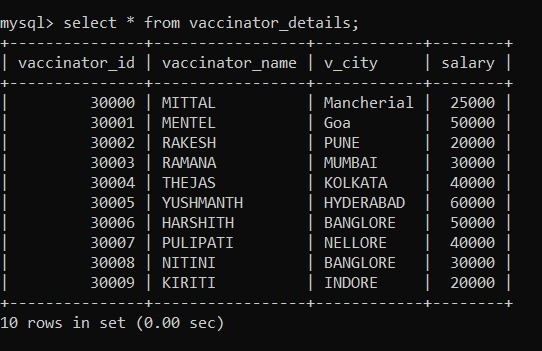 mysql> select * from vaccinator_details;
+---------------+-----------------+------------+--------+
| vaccinator_id | vaccinator_name | v_city     | salary |
+---------------+-----------------+------------+--------+
|         30000 | MITTAL          | Mancherial |  25000 |
|         30001 | MENTEL          | Goa        |  50000 |
|         30002 | RAKESH          | PUNE       |  20000 |
|         30003 | RAMANA          | MUMBAI     |  30000 |
|         30004 | THEJAS          | KOLKATA    |  40000 |
|         30005 | YUSHMANTH       | HYDERABAD  |  60000 |
|         30006 | HARSHITH        | BANGLORE   |  50000 |
|         30007 | PULIPATI        | NELLORE    |  40000 |
|         30008 | NITINI          | BANGLORE   |  30000 |
|         30009 | KIRITI          | INDORE     |  20000 |
+---------------+-----------------+------------+--------+
10 rows in set (0.00 sec)